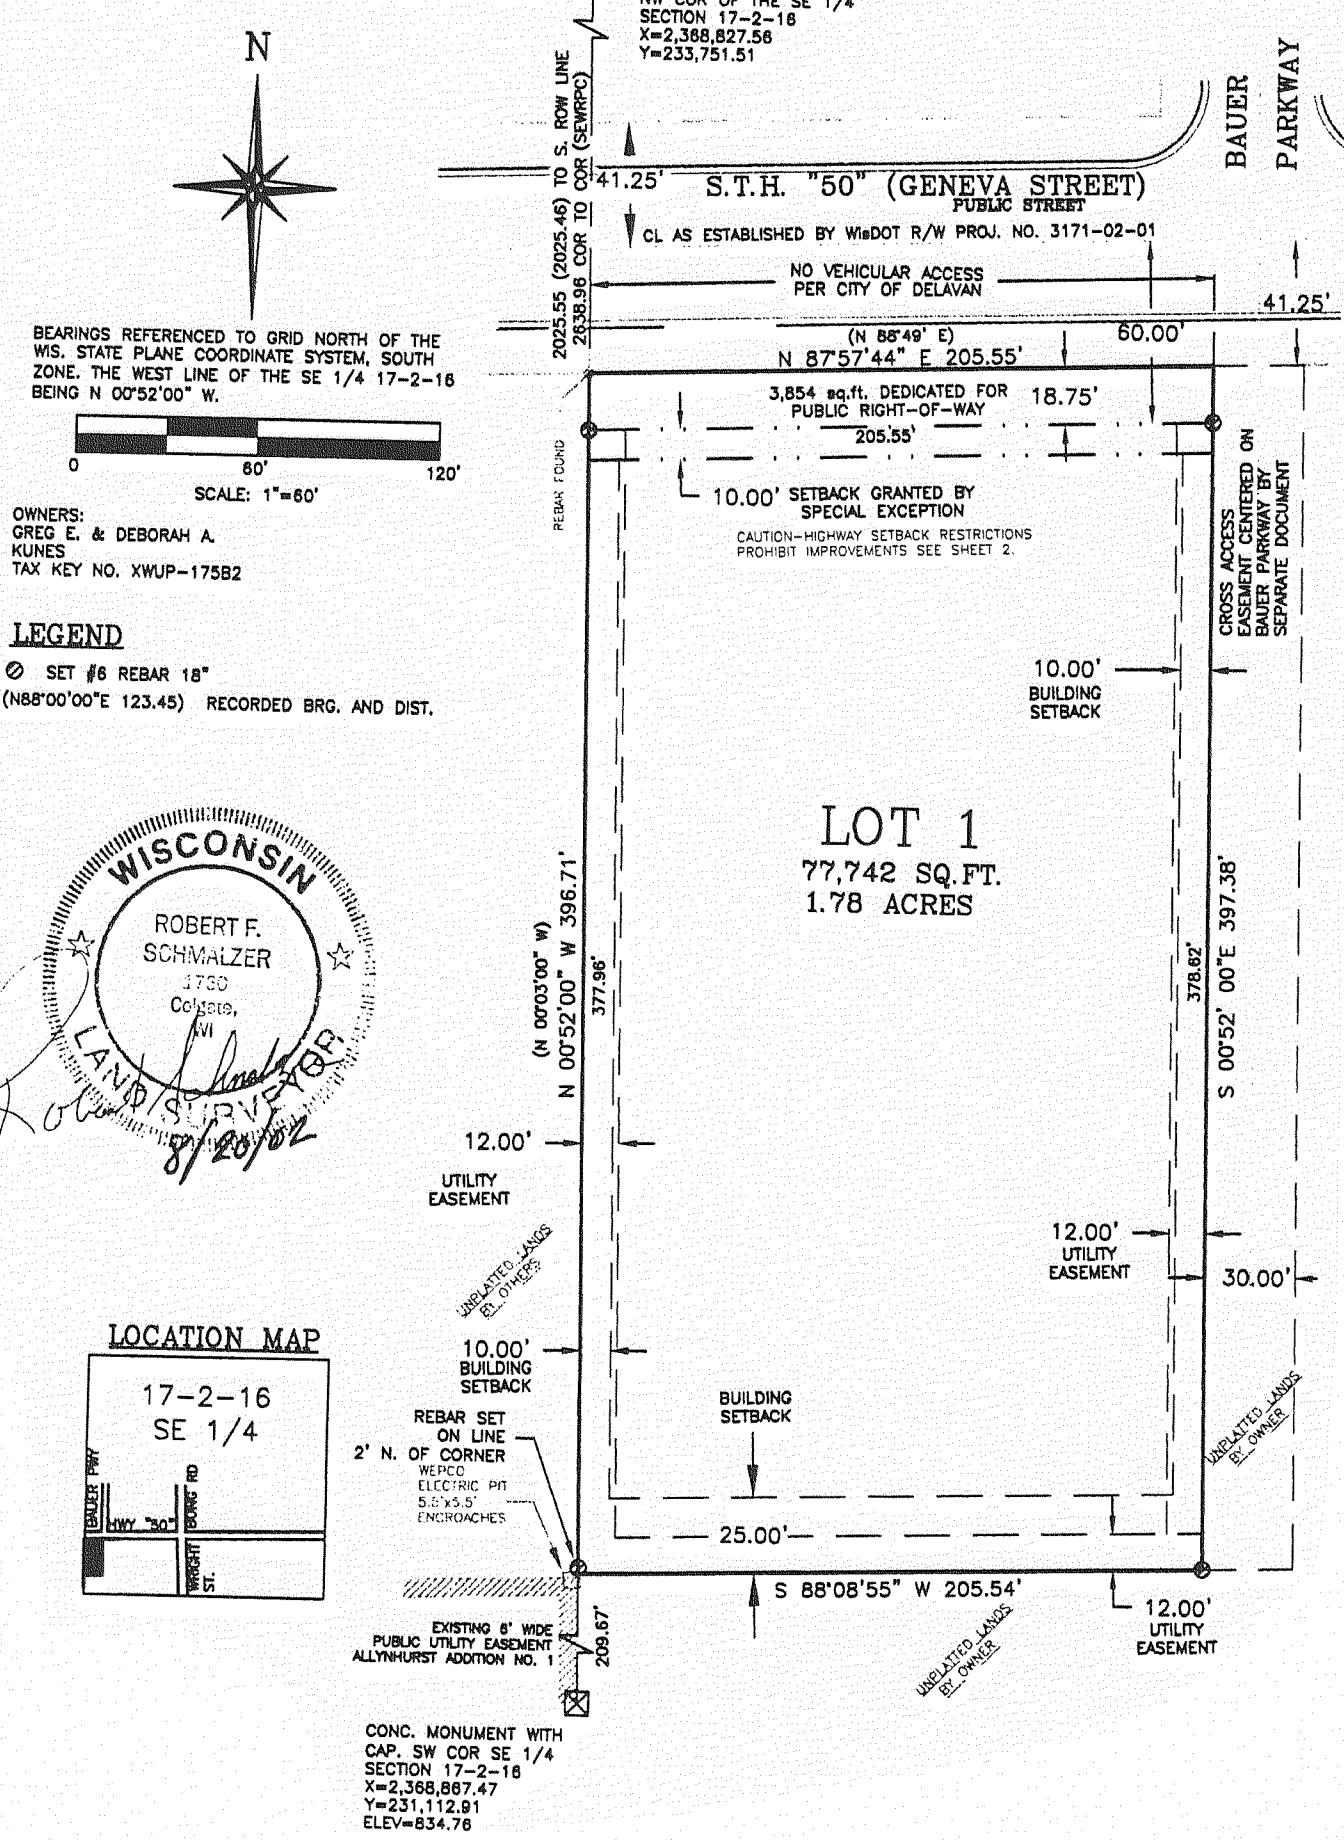 NW COR OF THE SE 1/4
SECTION 17-2-16
X=2,368,827.56
Y=233,751.51
N
BAUER
PARKWAY
2025.55 (2025.46) TO S. ROW LINE
2638.96 COR TO COR (SEWRPC)
41.25'
S.T.H. "50" (GENEVA STREET)
PUBLIC STREET
CL AS ESTABLISHED BY WisDOT R/W PROJ. NO. 3171-02-01
NO VEHICULAR ACCESS
PER CITY OF DELAVAN
41.25'
(N 88°49' E)
60.00'
N 87°57'44" E 205.55'
BEARINGS REFERENCED TO GRID NORTH OF THE
WIS. STATE PLANE COORDINATE SYSTEM, SOUTH
ZONE. THE WEST LINE OF THE SE 1/4 17-2-16
BEING N 00°52'00" W.
3,854 sq.ft. DEDICATED FOR
PUBLIC RIGHT-OF-WAY
18.75'
205.55'
0 60' 120'
SCALE: 1"=60'
REBAR FOUND
10.00' SETBACK GRANTED BY
SPECIAL EXCEPTION
CAUTION-HIGHWAY SETBACK RESTRICTIONS
PROHIBIT IMPROVEMENTS SEE SHEET 2.
CROSS ACCESS
EASEMENT CENTERED ON
BAUER PARKWAY BY
SEPARATE DOCUMENT
OWNERS:
GREG E. & DEBORAH A.
KUNES
TAX KEY NO. XWUP-175B2
LEGEND
SET #6 REBAR 18"
(N88°00'00"E 123.45) RECORDED BRG. AND DIST.
10.00'
BUILDING
SETBACK
LOT 1
77,742 SQ.FT.
1.78 ACRES
WISCONSIN
ROBERT F.
SCHMALZER
1730
Colgate,
WI
LAND SURVEYOR
8/20/02
(N 00°03'00" W)
N 00°52'00" W 396.71'
377.96'
378.62'
S 00°52' 00"E 397.38'
12.00'
UTILITY
EASEMENT
UNPLATTED LANDS
BY OTHERS
12.00'
UTILITY
EASEMENT
30.00'
10.00'
BUILDING
SETBACK
LOCATION MAP
17-2-16
SE 1/4
BAUER PWY
HWY "50"
BORG RD
WRIGHT
ST.
REBAR SET
ON LINE
2' N. OF CORNER
WEPCO
ELECTRIC PIT
ENCROACHES
BUILDING
SETBACK
UNPLATTED LANDS
BY OWNER
25.00'
S 88°08'55" W 205.54'
12.00'
UTILITY
EASEMENT
UNPLATTED LANDS
BY OWNER
EXISTING 6' WIDE
PUBLIC UTILITY EASEMENT
ALLYNHURST ADDITION NO. 1
209.67'
CONC. MONUMENT WITH
CAP. SW COR SE 1/4
SECTION 17-2-16
X=2,368,867.47
Y=231,112.91
ELEV=834.76